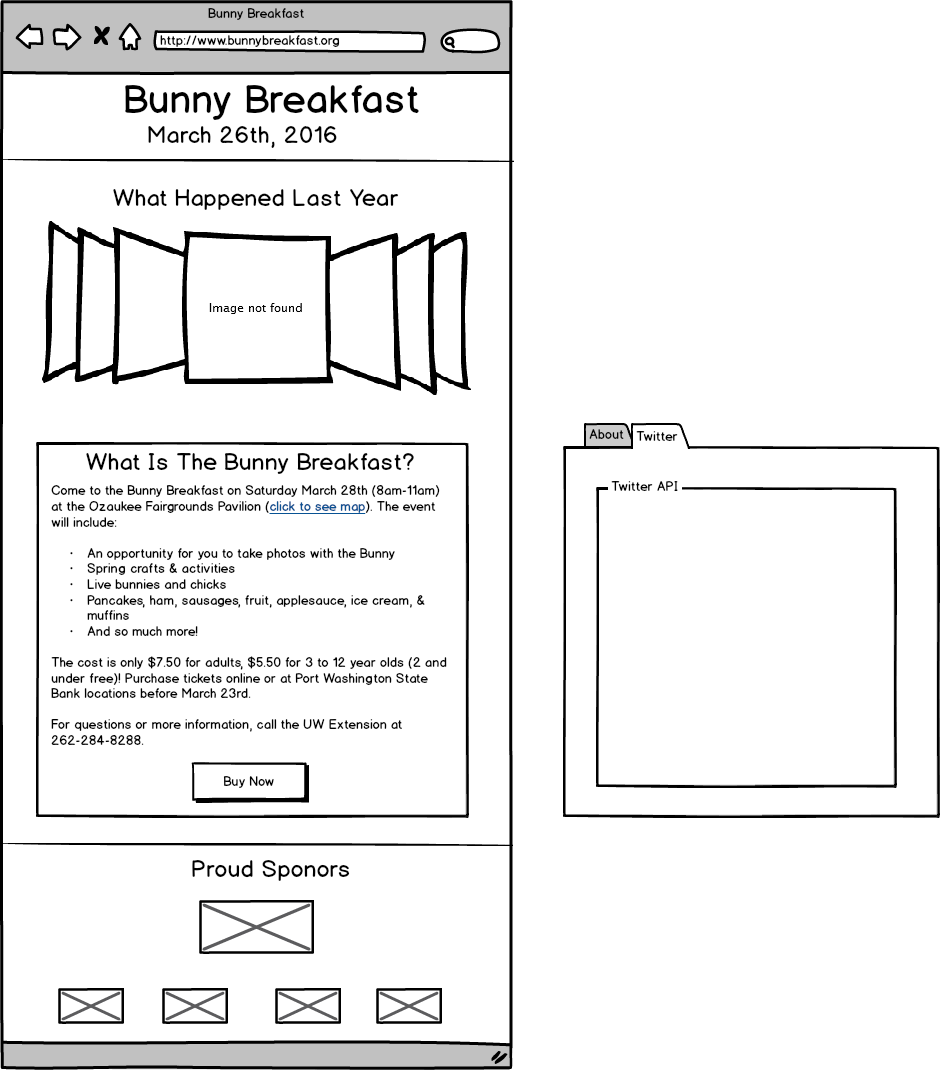 Bunny Breakfast
http://www.bunnybreakfast.org
Bunny Breakfast
March 26th, 2016
What Happened Last Year
Image not found
What Is The Bunny Breakfast?
Come to the Bunny Breakfast on Saturday March 28th (8am-11am)
at the Ozaukee Fairgrounds Pavilion (click to see map). The event
will include:
· An opportunity for you to take photos with the Bunny
· Spring crafts & activities
· Live bunnies and chicks
· Pancakes, ham, sausages, fruit, applesauce, ice cream, &
muffins
· And so much more!
The cost is only $7.50 for adults, $5.50 for 3 to 12 year olds (2 and
under free)! Purchase tickets online or at Port Washington State
Bank locations before March 23rd.
For questions or more information, call the UW Extension at
262-284-8288.
Buy Now
Proud Sponors
About
Twitter
Twitter API